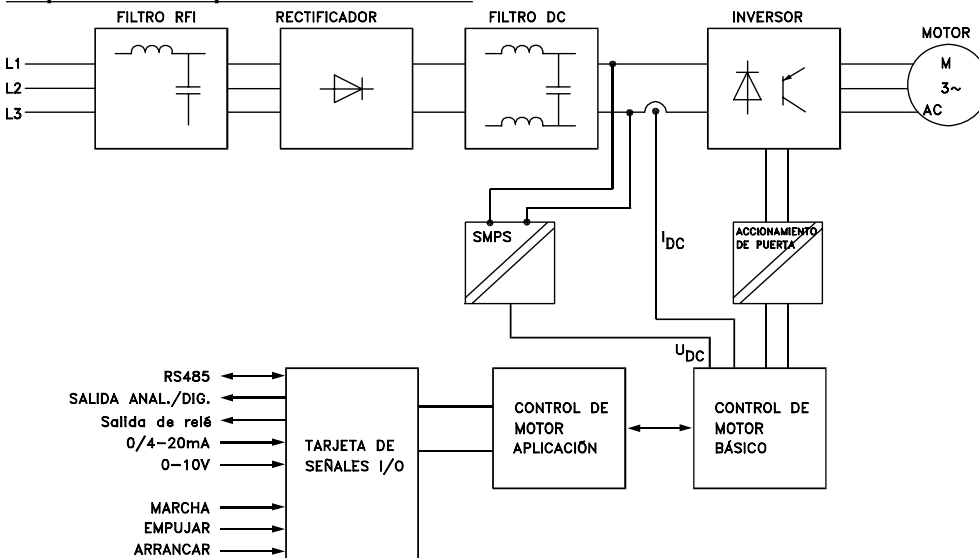 FILTRO RFI
RECTIFICADOR
FILTRO DC
INVERSOR
MOTOR
L1
L2
L3
M
3~
AC
SMPS
IDC
ACCIONAMIENTO
DE PUERTA
UDC
RS485
SALIDA ANAL./DIG.
Salida de relé
0/4-20mA
0-10V
MARCHA
EMPUJAR
ARRANCAR
TARJETA DE
SEÑALES I/O
CONTROL DE
MOTOR
APLICACIÓN
CONTROL DE
MOTOR
BÁSICO